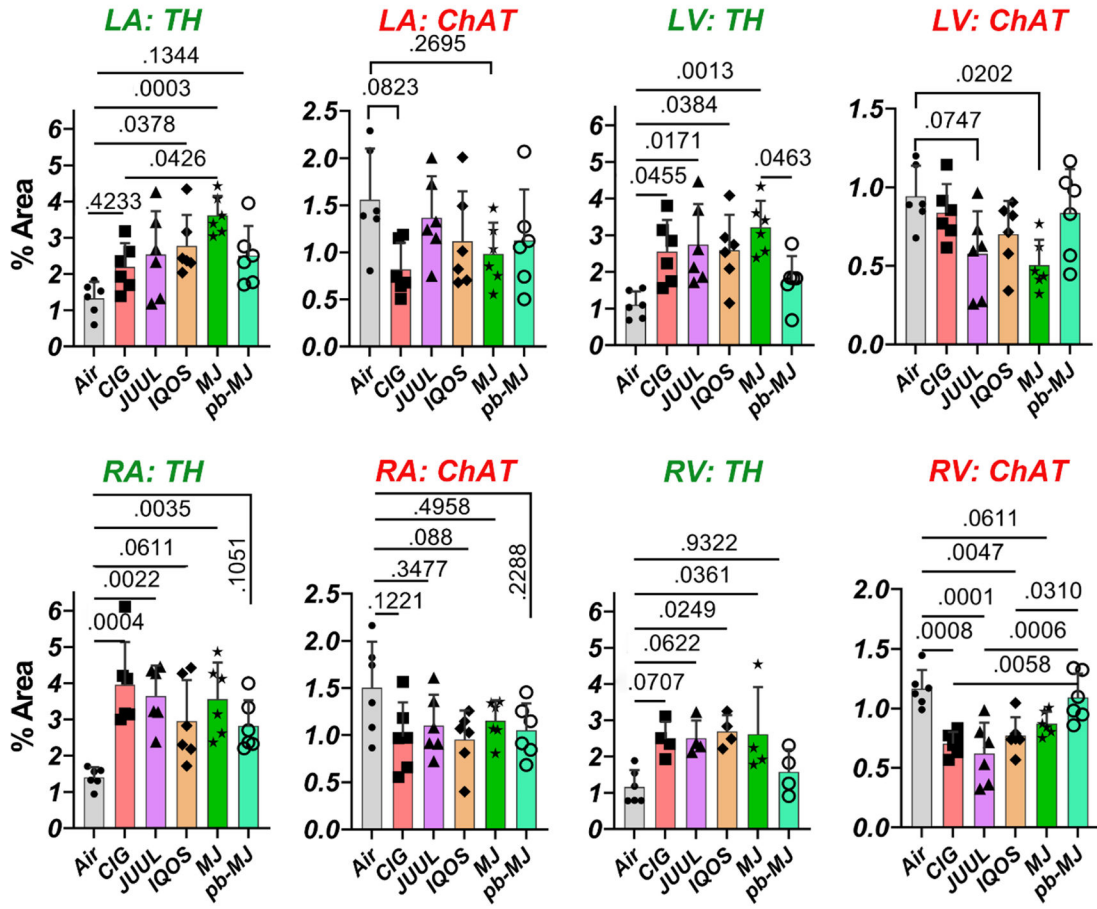 LA: TH
.1344
.0003
.0378
.0426
.4233
% Area
6
5
4
3
2
1
0
Air
CIG
JUUL
IQOS
MJ
pb-MJ
LA: ChAT
.2695
.0823
2.5
2.0
1.5
1.0
0.5
0.0
Air
CIG
JUUL
IQOS
MJ
pb-MJ
LV: TH
.0013
.0384
.0171
.0455
.0463
6
5
4
3
2
1
0
Air
CIG
JUUL
IQOS
MJ
pb-MJ
LV: ChAT
.0202
.0747
1.5
1.0
0.5
0.0
Air
CIG
JUUL
IQOS
MJ
pb-MJ
RA: TH
.0035
.0611
.0022
.0004
.1051
% Area
6
5
4
3
2
1
0
Air
CIG
JUUL
IQOS
MJ
pb-MJ
RA: ChAT
.4958
.088
.3477
.1221
.2288
2.5
2.0
1.5
1.0
0.5
0.0
Air
CIG
JUUL
IQOS
MJ
pb-MJ
RV: TH
.9322
.0361
.0249
.0622
.0707
6
5
4
3
2
1
0
Air
CIG
JUUL
IQOS
MJ
pb-MJ
RV: ChAT
.0611
.0047
.0310
.0001
.0006
.0008
.0058
2.0
1.5
1.0
0.5
0.0
Air
CIG
JUUL
IQOS
MJ
pb-MJ